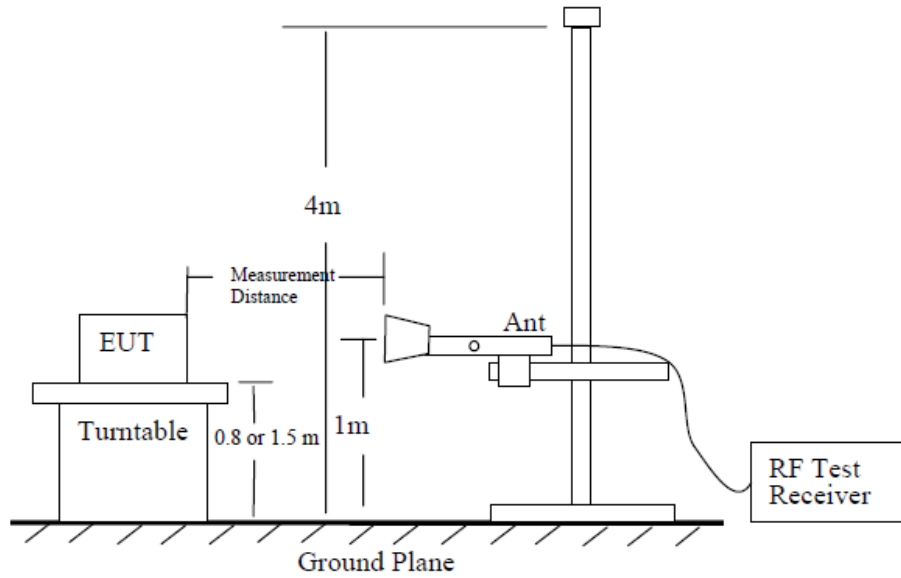 4m
Measurement
Distance
EUT
Ant
Turntable
0.8 or 1.5 m
1m
RF Test
Receiver
Ground Plane